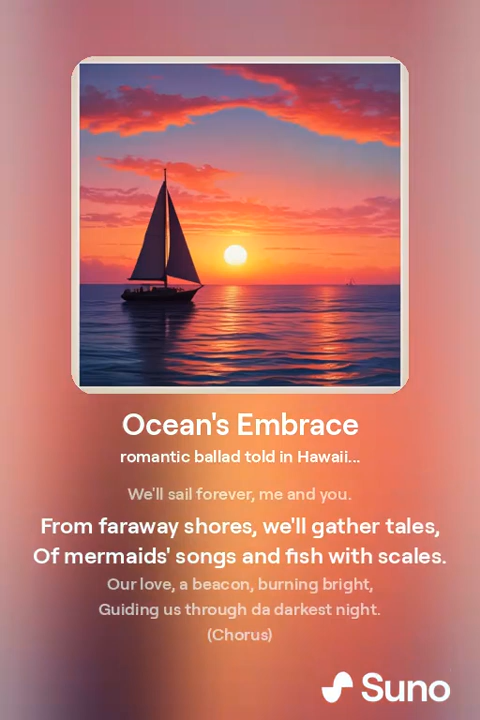 Ocean's Embrace
romantic ballad told in Hawaii...
We'll sail forever, me and you.
From faraway shores, we'll gather tales,
Of mermaids' songs and fish with scales.
Our love, a beacon, burning bright,
Guiding us through da darkest night.
(Chorus)
Suno